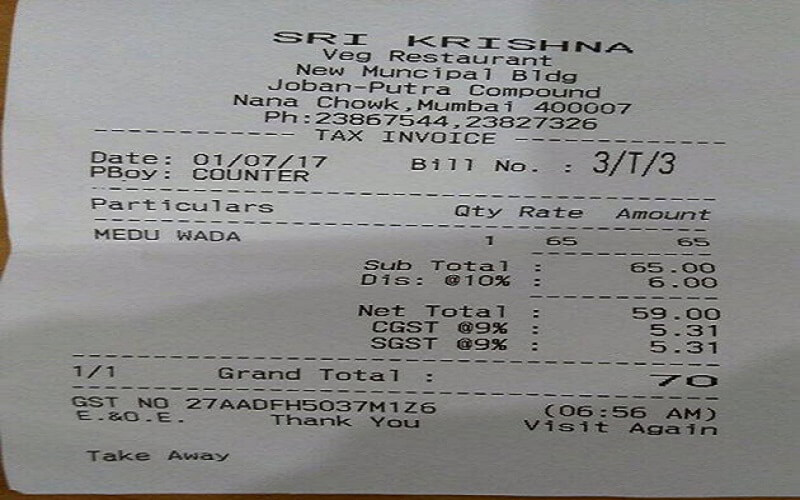 SRI KRISHNA
Veg Restaurant
New Muncipal Bldg
Joban-Putra Compound
Nana Chowk,Mumbai 400007
Ph:23867544,23827326
TAX INVOICE
Date: 01/07/17 Bill No. : 3/T/3
PBoy: COUNTER
Particulars Qty Rate Amount
MEDU WADA 1 65 65
Sub Total : 65.00
Dis: @10% : 6.00
Net Total : 59.00
CGST @9% : 5.31
SGST @9% : 5.31
1/1 Grand Total : 70
GST NO 27AADFH5037M1Z6 (06:56 AM)
E.&O.E. Thank You Visit Again
Take Away